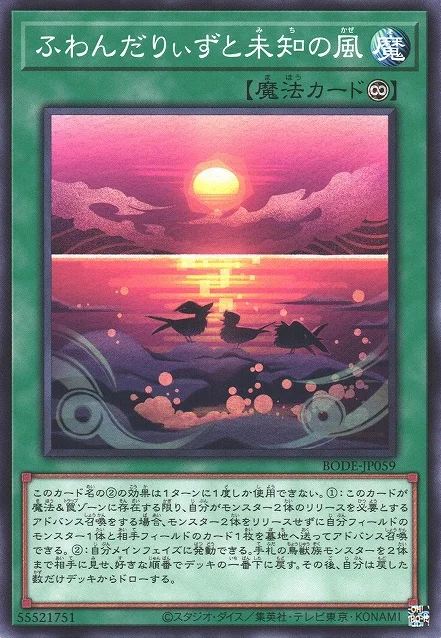 ふわんだりぃずと未知の風
魔
【魔法カード】
BODE-JP059
このカード名の②の効果は1ターンに1度しか使用できない。①：このカードが
魔法&罠ゾーンに存在する限り、自分がモンスター2体のリリースを必要とする
アドバンス召喚をする場合、モンスター2体をリリースせずに自分フィールドの
モンスター1体と相手フィールドのカード1枚を墓地へ送ってアドバンス召喚
できる。②：自分メインフェイズに発動できる。手札の鳥獣族モンスターを2体
まで相手に見せ、好きな順番でデッキの一番下に戻す。その後、自分は戻した
数だけデッキからドローする。
55521751
©スタジオ・ダイス／集英社・テレビ東京・KONAMI